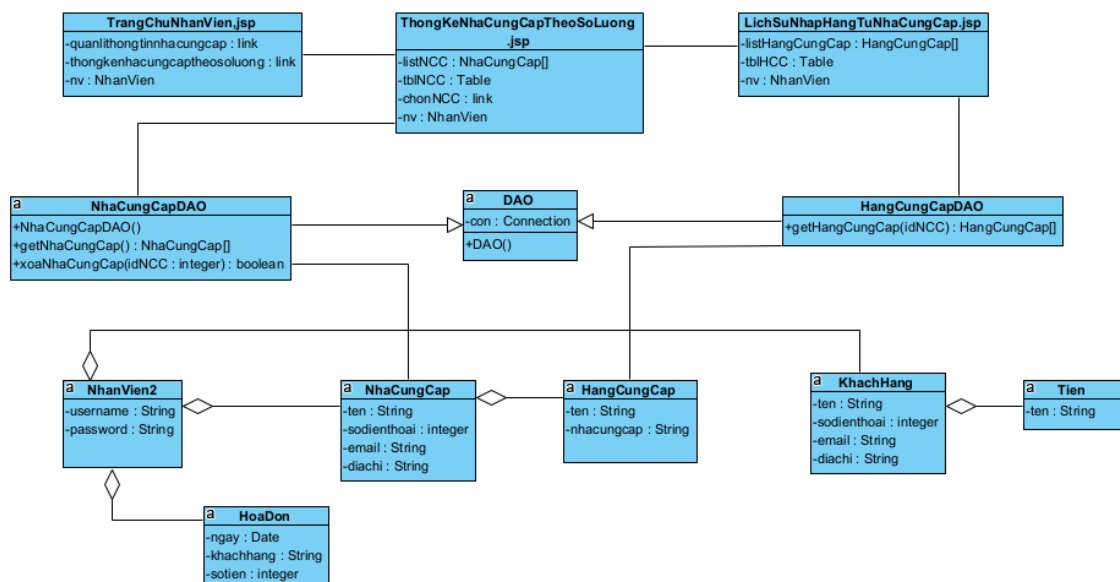 TrangChuNhanVien,jsp
-quanlithongtinnhacungcap : link
-thongkenhacungcaptheosoluong : link
-nv : NhanVien
ThongKeNhaCungCapTheoSoLuong
.jsp
-listNCC : NhaCungCap[]
-tblNCC : Table
-chonNCC : link
-nv : NhanVien
LichSuNhapHangTuNhaCungCap.jsp
-listHangCungCap : HangCungCap[]
-tblHCC : Table
-nv : NhanVien
a
NhaCungCapDAO
+NhaCungCapDAO()
+getNhaCungCap() : NhaCungCap[]
+xoaNhaCungCap(idNCC : integer) : boolean
a
DAO
-con : Connection
+DAO()
HangCungCapDAO
+getHangCungCap(idNCC) : HangCungCap[]
a
NhanVien2
-username : String
-password : String
a
NhaCungCap
-ten : String
-sodienthoai : integer
-email : String
-diachi : String
a
HangCungCap
-ten : String
-nhacungcap : String
a
KhachHang
-ten : String
-sodienthoai : integer
-email : String
-diachi : String
a
Tien
-ten : String
a
HoaDon
-ngay : Date
-khachhang : String
-sotien : integer